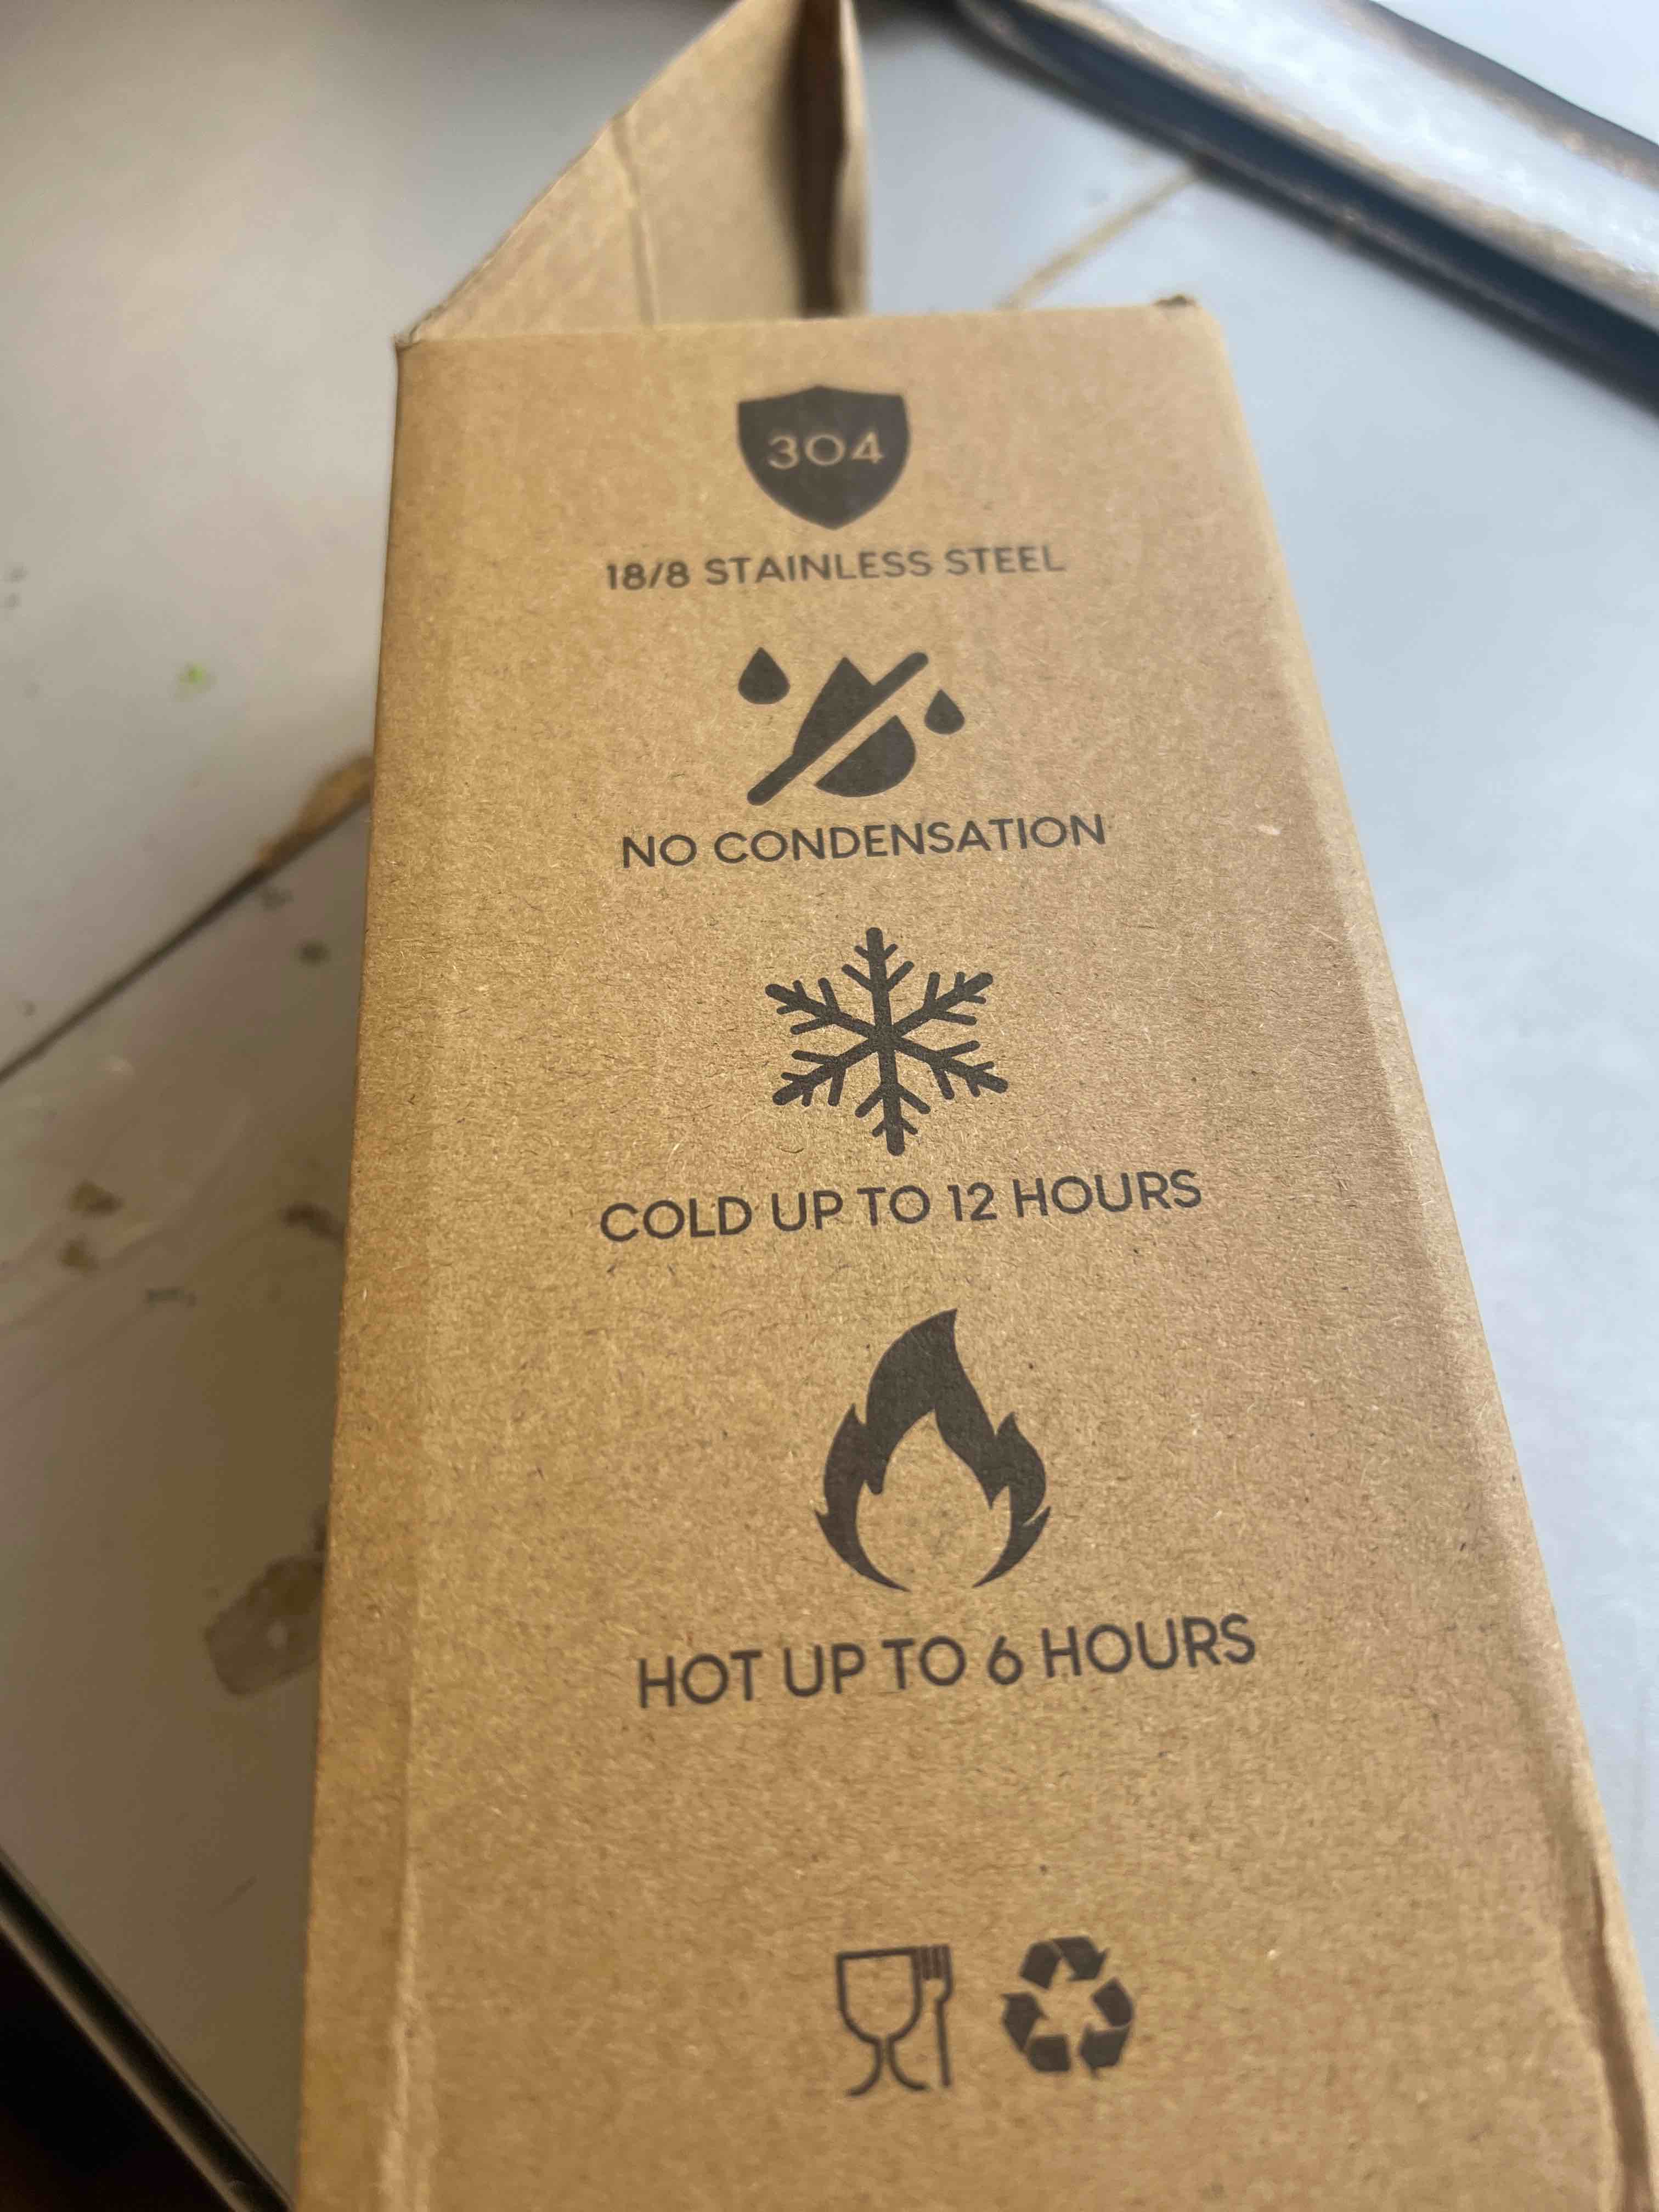 304
18/8 STAINLESS STEEL
NO CONDENSATION
COLD UP TO 12 HOURS
HOT UP TO 6 HOURS